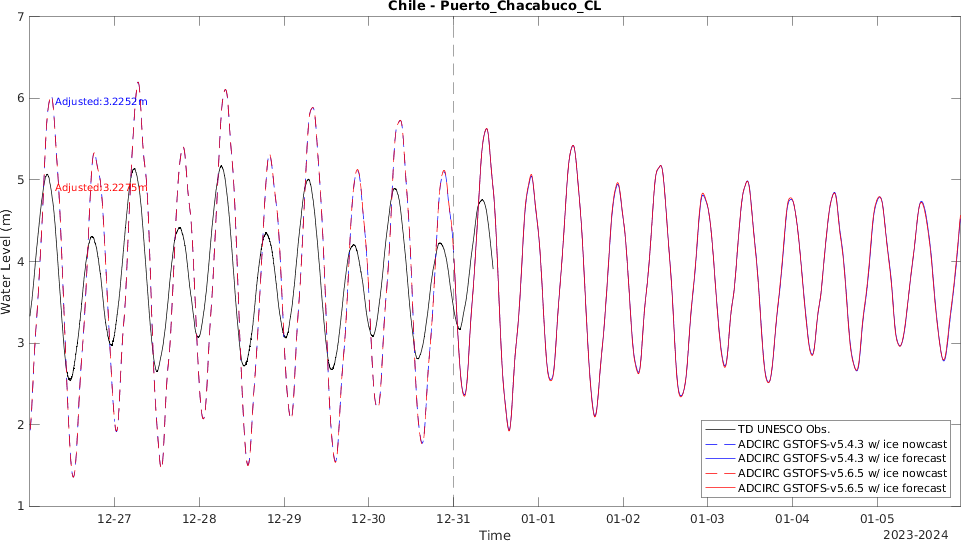 Chile - Puerto_Chacabuco_CL
7
6
5
4
3
2
1
Water Level (m)
Adjusted:3.2252m
Adjusted:3.2275m
TD UNESCO Obs.
ADCIRC GSTOFS-v5.4.3 w/ ice nowcast
ADCIRC GSTOFS-v5.4.3 w/ ice forecast
ADCIRC GSTOFS-v5.6.5 w/ ice nowcast
ADCIRC GSTOFS-v5.6.5 w/ ice forecast
12-27 12-28 12-29 12-30 12-31 01-01 01-02 01-03 01-04 01-05
Time
2023-2024